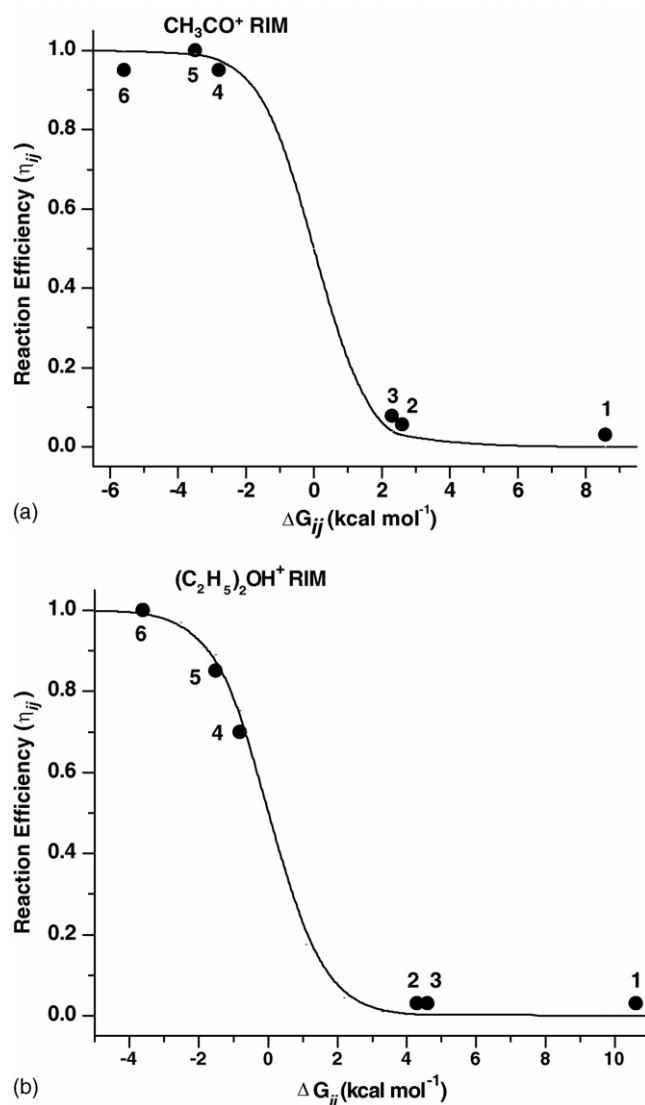 CH₃CO⁺ RIM
1.0
0.8
0.6
0.4
0.2
0.0
Reaction Efficiency (ηij)
6
5
4
3
2
1
-6 -4 -2 0 2 4 6 8
ΔGij (kcal mol⁻¹)
(a)
(C₂H₅)₂OH⁺ RIM
1.0
0.8
0.6
0.4
0.2
0.0
Reaction Efficiency (ηij)
6
5
4
2 3
1
-4 -2 0 2 4 6 8 10
ΔGij (kcal mol⁻¹)
(b)